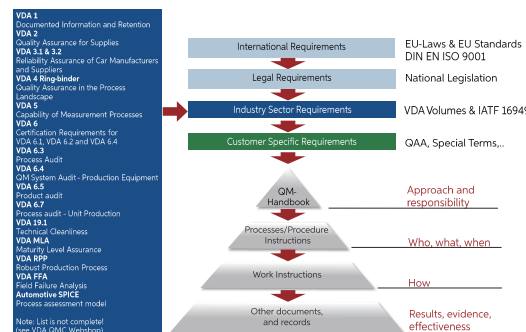 VDA 1
Documented Information and Retention
VDA 2
Quality Assurance for Supplies
VDA 3.1 & 3.2
Reliability Assurance of Car Manufacturers
and Suppliers
VDA 4 Ring-binder
Quality Assurance in the Process
Landscape
VDA 5
Capability of Measurement Processes
VDA 6
Certification Requirements for
VDA 6.1, VDA 6.2 and VDA 6.4
VDA 6.3
Process Audit
VDA 6.4
QM System Audit - Production Equipment
VDA 6.5
Product audit
VDA 6.7
Process audit - Unit Production
VDA 19.1
Technical Cleanliness
VDA MLA
Maturity Level Assurance
VDA RPP
Robust Production Process
VDA FFA
Field Failure Analysis
Automotive SPICE
Process assessment model
Note: List is not complete!
(see VDA QMC Webshop)
International Requirements
EU-Laws & EU Standards
DIN EN ISO 9001
Legal Requirements
National Legislation
Industry Sector Requirements
VDA Volumes & IATF 16949
Customer Specific Requirements
QAA, Special Terms,..
QM-
Handbook
Approach and
responsibility
Processes/Procedure
Instructions
Who, what, when
Work Instructions
How
Other documents,
and records
Results, evidence,
effectiveness